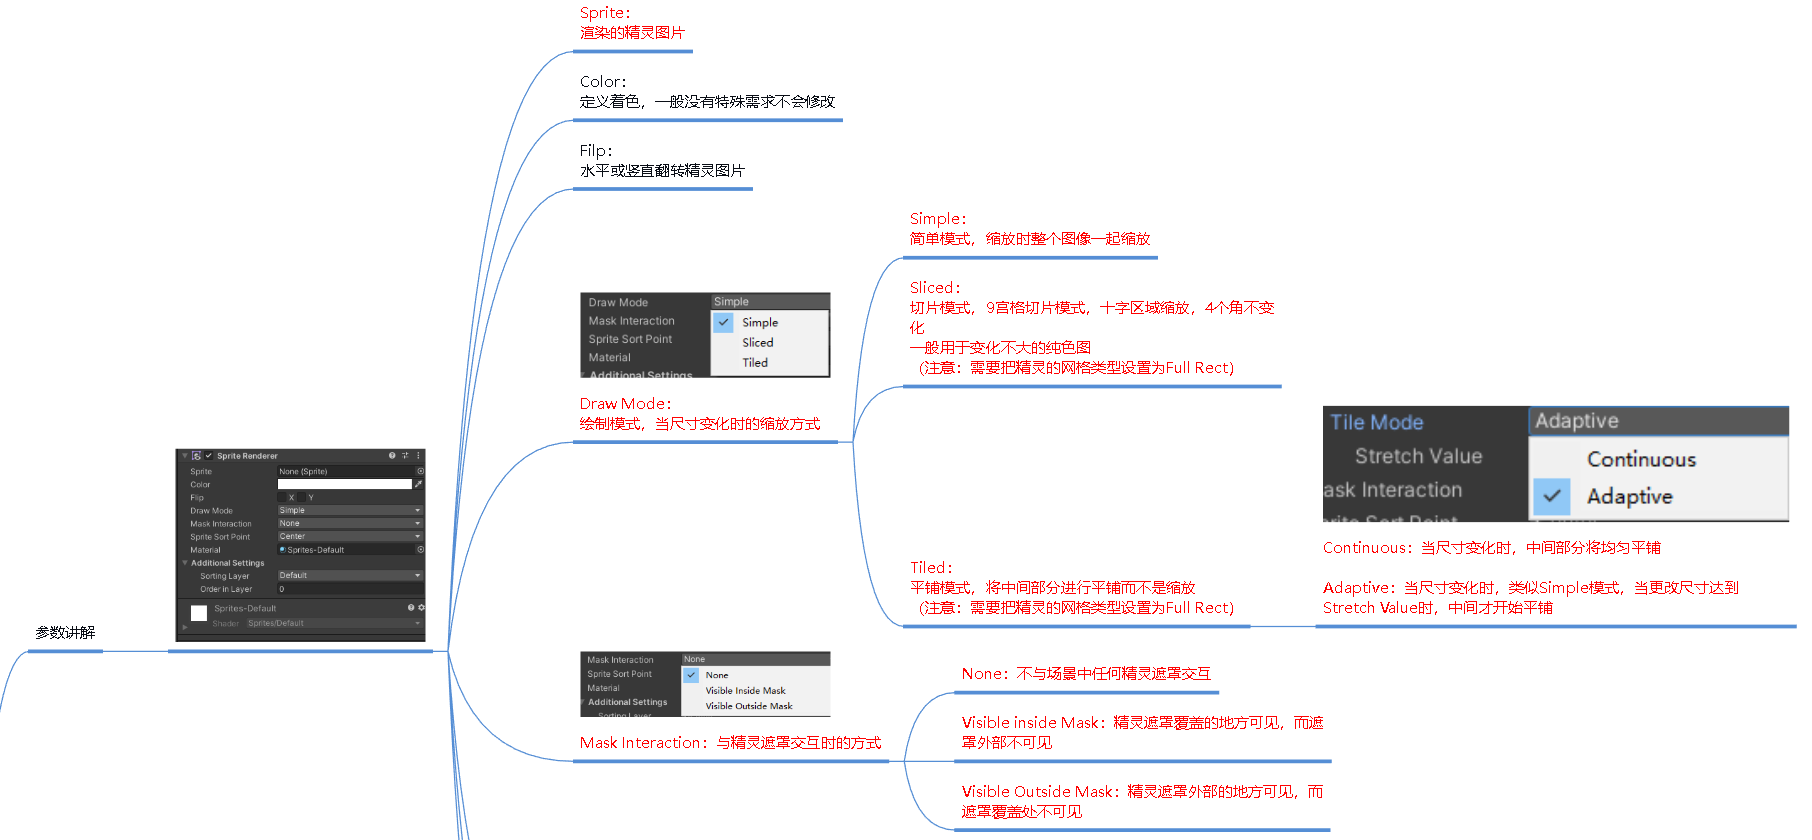 参数讲解
Sprite Renderer
Sprite
None (Sprite)
Color
Flip
X
Y
Draw Mode
Simple
Mask Interaction
None
Sprite Sort Point
Center
Material
Sprites-Default
Additional Settings
Sorting Layer
Default
Order in Layer
0
Sprites-Default
Shader
Sprites/Default
Sprite：
渲染的精灵图片
Color：
定义着色，一般没有特殊需求不会修改
Filp：
水平或竖直翻转精灵图片
Draw Mode
Simple
Mask Interaction
Simple
Sprite Sort Point
Sliced
Material
Tiled
Additional Settings
Draw Mode：
绘制模式，当尺寸变化时的缩放方式
Simple：
简单模式，缩放时整个图像一起缩放
Sliced：
切片模式，9宫格切片模式，十字区域缩放，4个角不变
化
一般用于变化不大的纯色图
（注意：需要把精灵的网格类型设置为Full Rect）
Tiled：
平铺模式，将中间部分进行平铺而不是缩放
（注意：需要把精灵的网格类型设置为Full Rect）
Tile Mode
Adaptive
Stretch Value
Continuous
ask Interaction
Adaptive
rite Sort Point
Continuous：当尺寸变化时，中间部分将均匀平铺
Adaptive：当尺寸变化时，类似Simple模式，当更改尺寸达到
Stretch Value时，中间才开始平铺
Mask Interaction
None
Sprite Sort Point
None
Material
Visible Inside Mask
Additional Settings
Visible Outside Mask
Sorting Layer
Mask Interaction：与精灵遮罩交互时的方式
None：不与场景中任何精灵遮罩交互
Visible inside Mask：精灵遮罩覆盖的地方可见，而遮
罩外部不可见
Visible Outside Mask：精灵遮罩外部的地方可见，而
遮罩覆盖处不可见